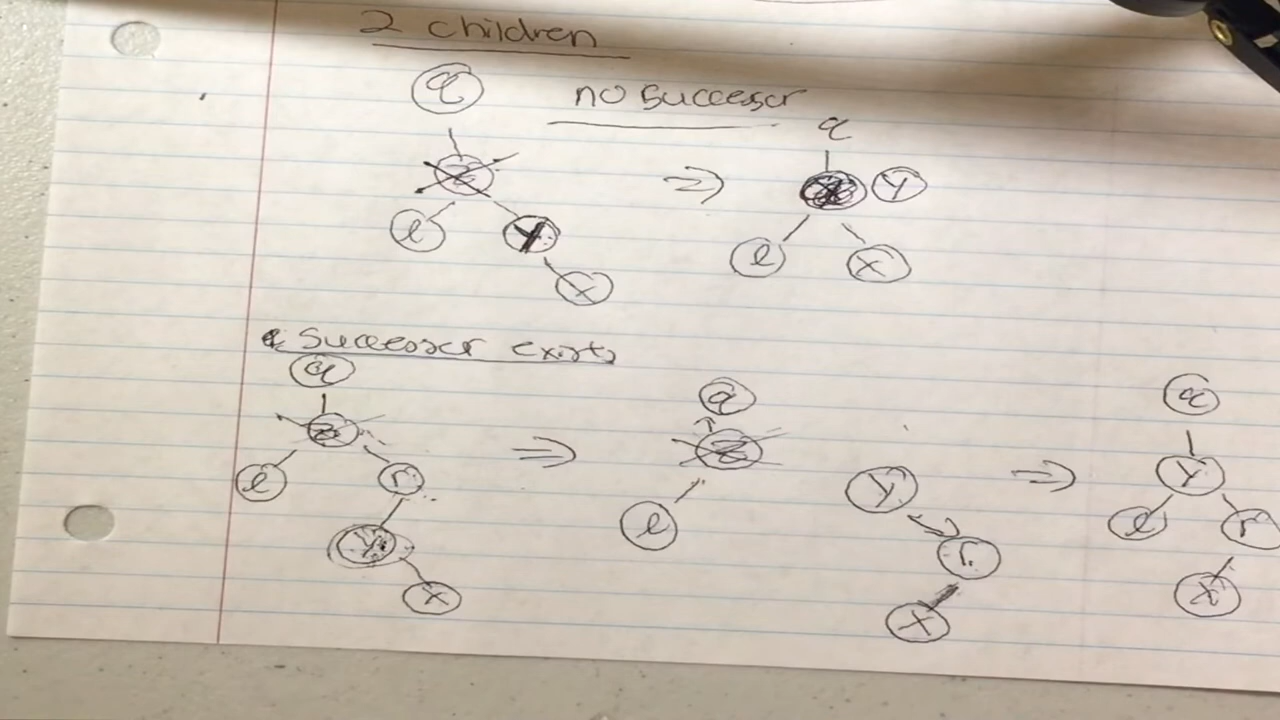 2 children
q
no successor
q
z
⇒
y
l
y
l
x
x
Successor exists
q
q
q
z
⇒
z
l
r
y
⇒
y
l
r
l
r
y
x
x
x